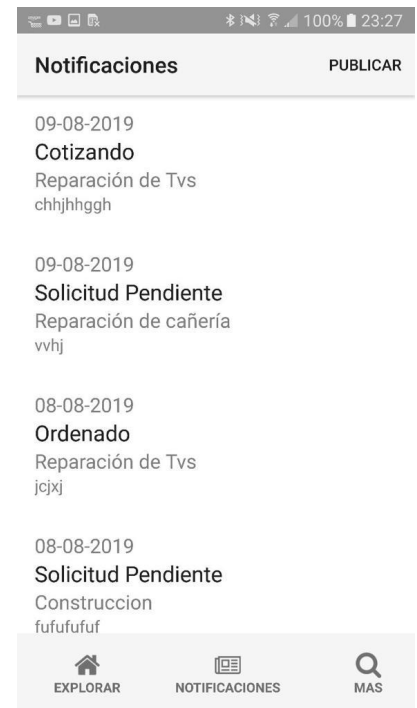 100% 23:27
Notificaciones PUBLICAR
09-08-2019
Cotizando
Reparación de Tvs
chhjhhggh
09-08-2019
Solicitud Pendiente
Reparación de cañería
vvhj
08-08-2019
Ordenado
Reparación de Tvs
jcjxj
08-08-2019
Solicitud Pendiente
Construccion
fufufufuf
EXPLORAR NOTIFICACIONES MAS